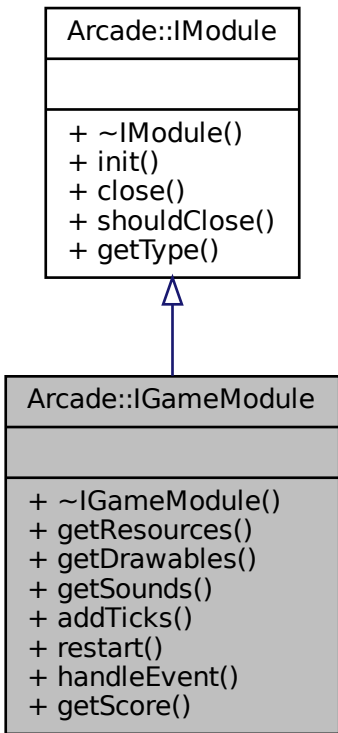 Arcade::IModule
+ ~IModule()
+ init()
+ close()
+ shouldClose()
+ getType()
Arcade::IGameModule
+ ~IGameModule()
+ getResources()
+ getDrawables()
+ getSounds()
+ addTicks()
+ restart()
+ handleEvent()
+ getScore()